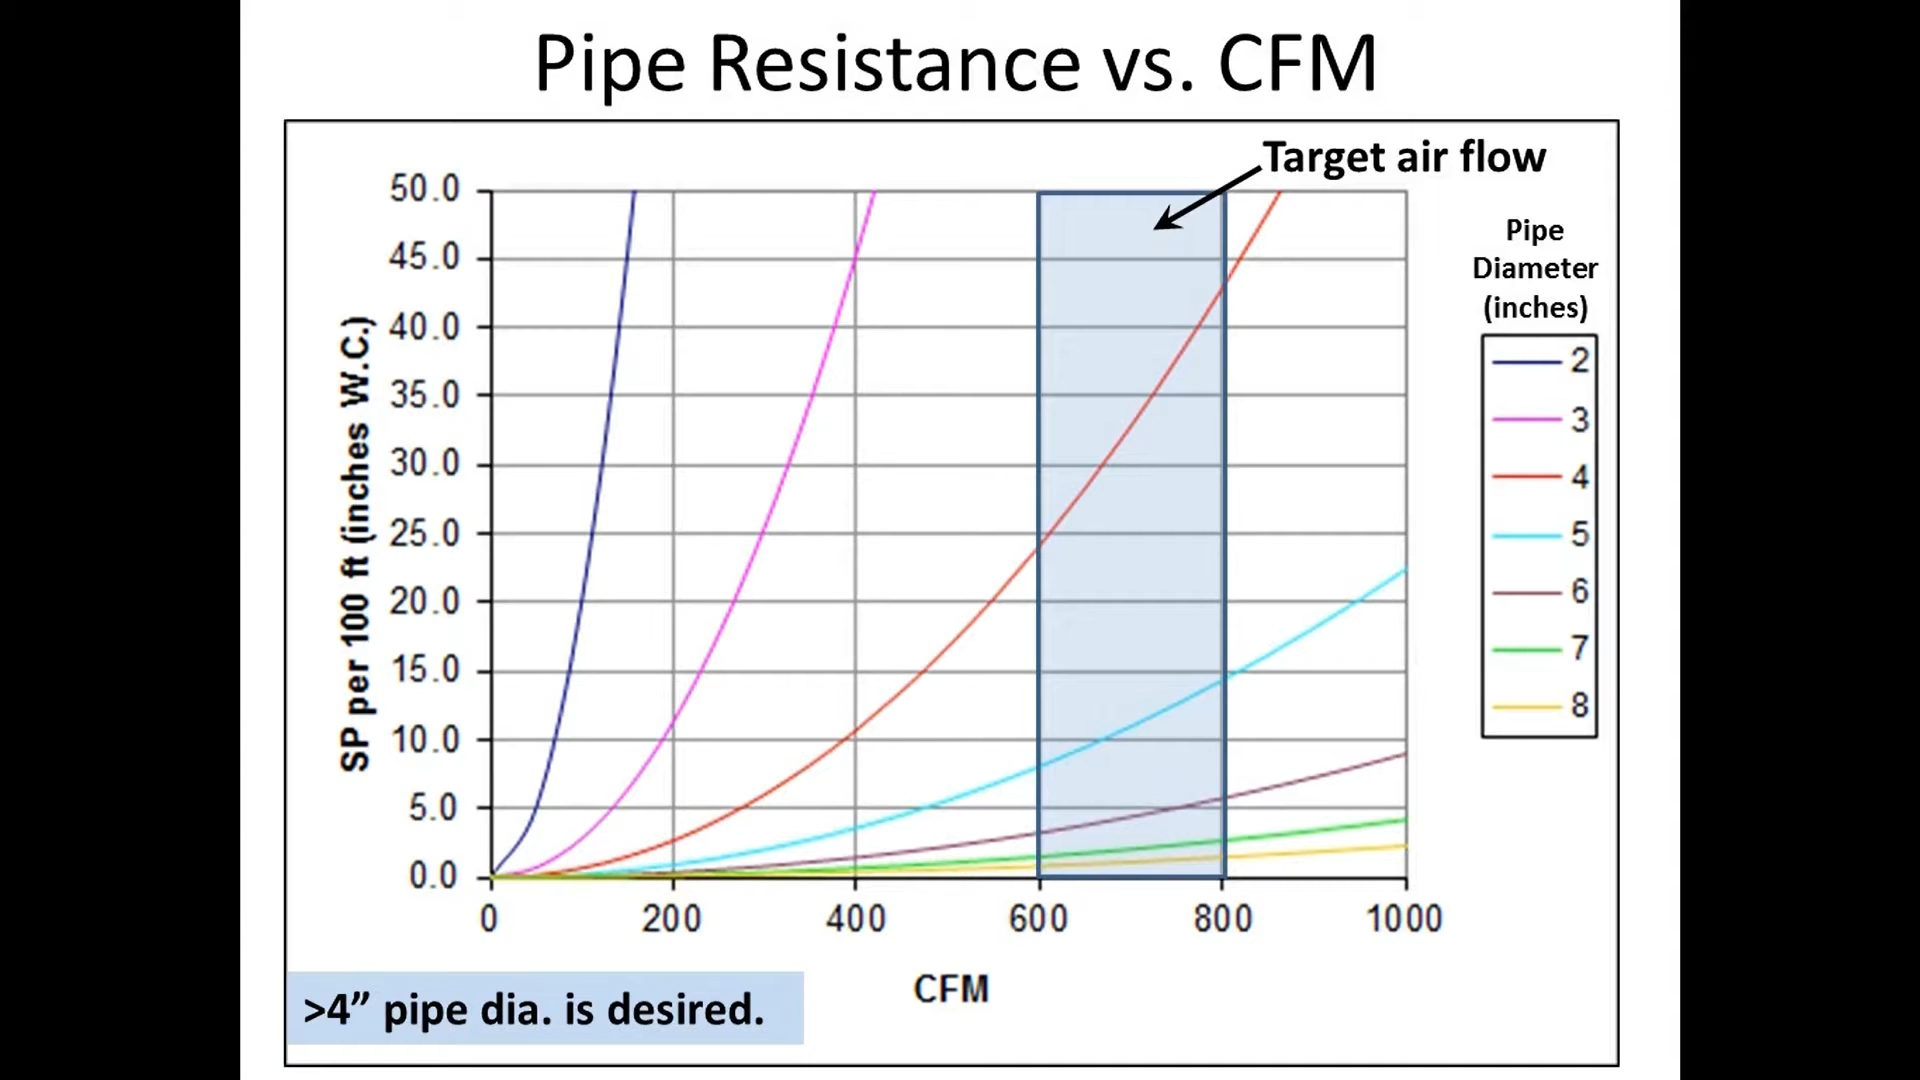 Pipe Resistance vs. CFM
Target air flow
Pipe
Diameter
(inches)
2
3
4
5
6
7
8
SP per 100 ft (inches W.C.)
50.0
45.0
40.0
35.0
30.0
25.0
20.0
15.0
10.0
5.0
0.0
0 200 400 600 800 1000
CFM
>4” pipe dia. is desired.